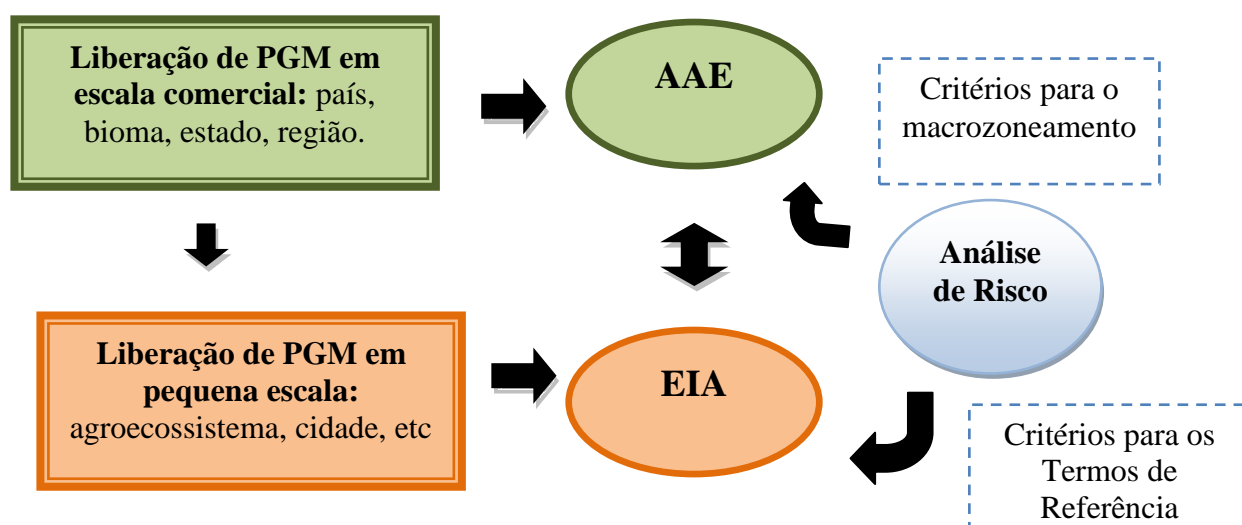 Liberação de PGM em
escala comercial: país,
bioma, estado, região.
AAE
Critérios para o
macrozoneamento
Análise
de Risco
Liberação de PGM em
pequena escala:
agroecossistema, cidade, etc
EIA
Critérios para os
Termos de
Referência